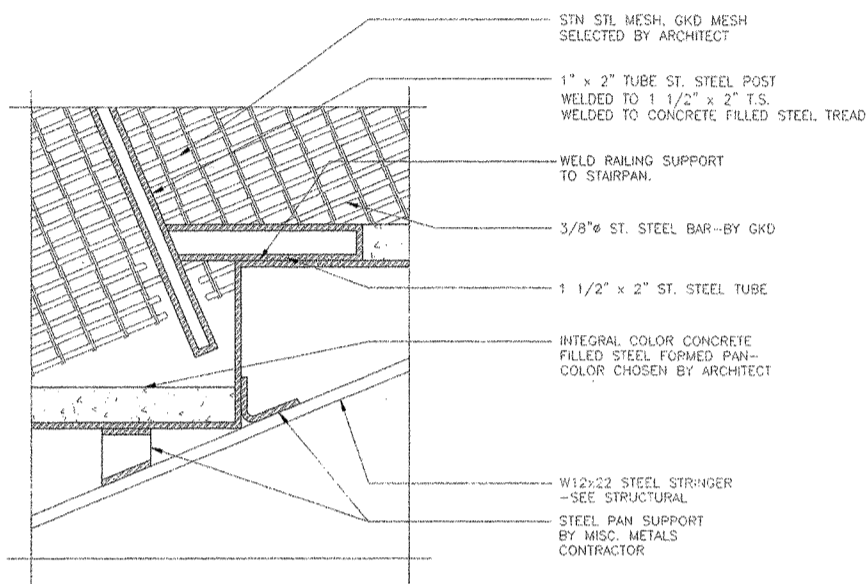 STN STL MESH, GKD MESH
SELECTED BY ARCHITECT
1" x 2" TUBE ST. STEEL POST
WELDED TO 1 1/2" x 2" T.S.
WELDED TO CONCRETE FILLED STEEL TREAD
WELD RAILING SUPPORT
TO STAIRPAN.
3/8"ø ST. STEEL BAR--BY GKD
1 1/2" x 2" ST. STEEL TUBE
INTEGRAL COLOR CONCRETE
FILLED STEEL FORMED PAN-
COLOR CHOSEN BY ARCHITECT
W12x22 STEEL STRINGER
-SEE STRUCTURAL
STEEL PAN SUPPORT
BY MISC. METALS
CONTRACTOR